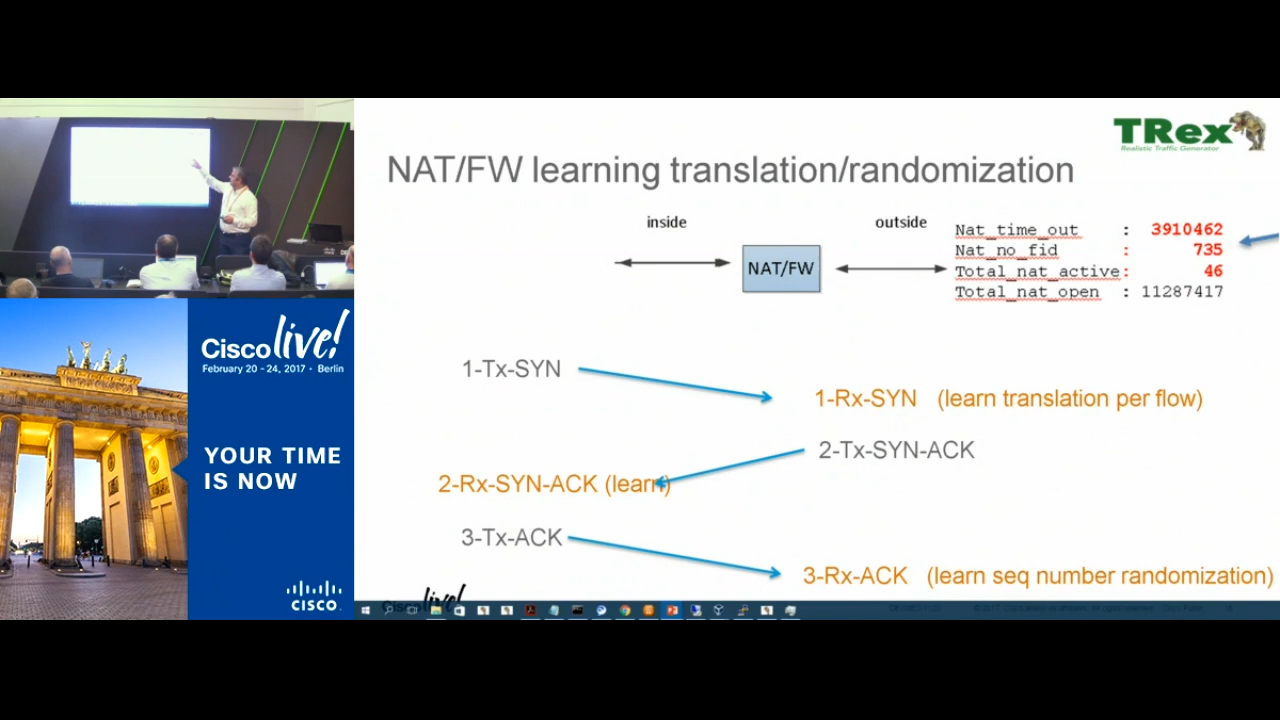 TRex
Realistic Traffic Generator
NAT/FW learning translation/randomization
inside
outside
NAT/FW
Nat_time_out : 3910462
Nat_no_fid : 735
Total_nat_active: 46
Total_nat_open : 11287417
1-Tx-SYN
1-Rx-SYN (learn translation per flow)
2-Tx-SYN-ACK
2-Rx-SYN-ACK (learn)
3-Tx-ACK
3-Rx-ACK (learn seq number randomization)
Cisco live!
Cisco live!
February 20 - 24, 2017 · Berlin
YOUR TIME
IS NOW
CISCO